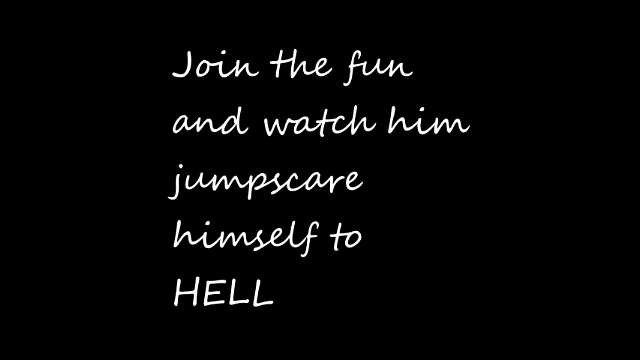 Join the fun
and watch him
jumpscare
himself to
HELL